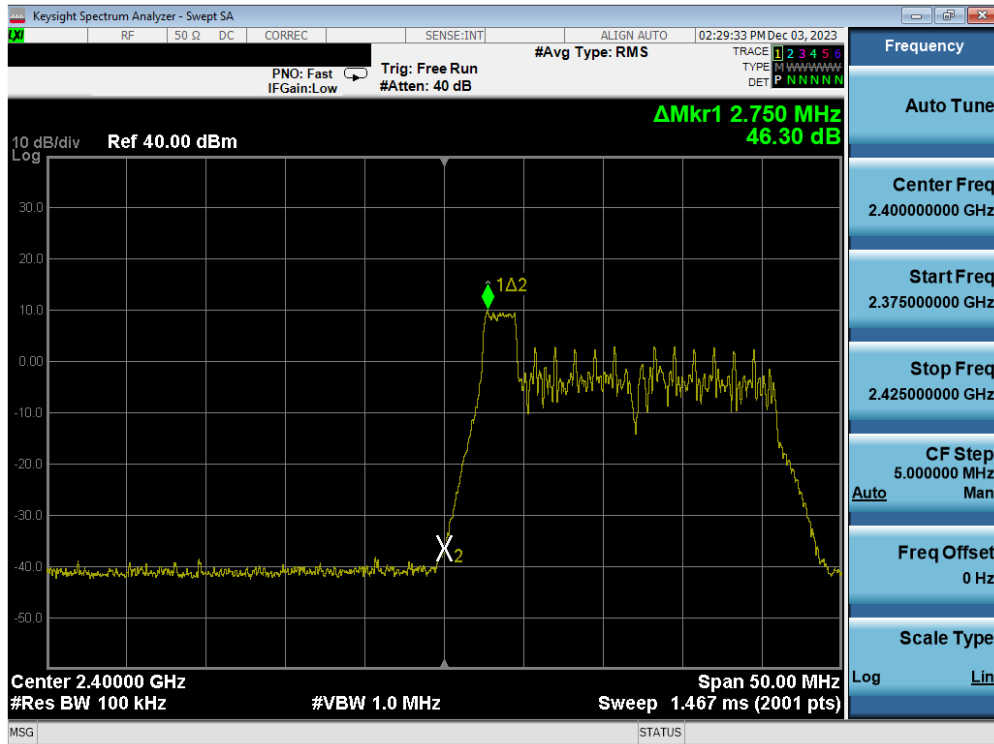 Keysight Spectrum Analyzer - Swept SA
LXI RF 50 Ω DC CORREC SENSE:INT ALIGN AUTO 02:29:33 PM Dec 03, 2023
#Avg Type: RMS
TRACE 1 2 3 4 5 6
TYPE M W W W W W
DET P N N N N N
PNO: Fast
IFGain:Low
Trig: Free Run
#Atten: 40 dB
ΔMkr1 2.750 MHz
46.30 dB
10 dB/div Ref 40.00 dBm
Log
30.0
20.0
10.0
0.00
-10.0
-20.0
-30.0
-40.0
-50.0
1Δ2
X2
Center 2.40000 GHz
Span 50.00 MHz
#Res BW 100 kHz
#VBW 1.0 MHz
Sweep 1.467 ms (2001 pts)
MSG
STATUS
Frequency
Auto Tune
Center Freq
2.400000000 GHz
Start Freq
2.375000000 GHz
Stop Freq
2.425000000 GHz
CF Step
5.000000 MHz
Auto Man
Freq Offset
0 Hz
Scale Type
Log Lin